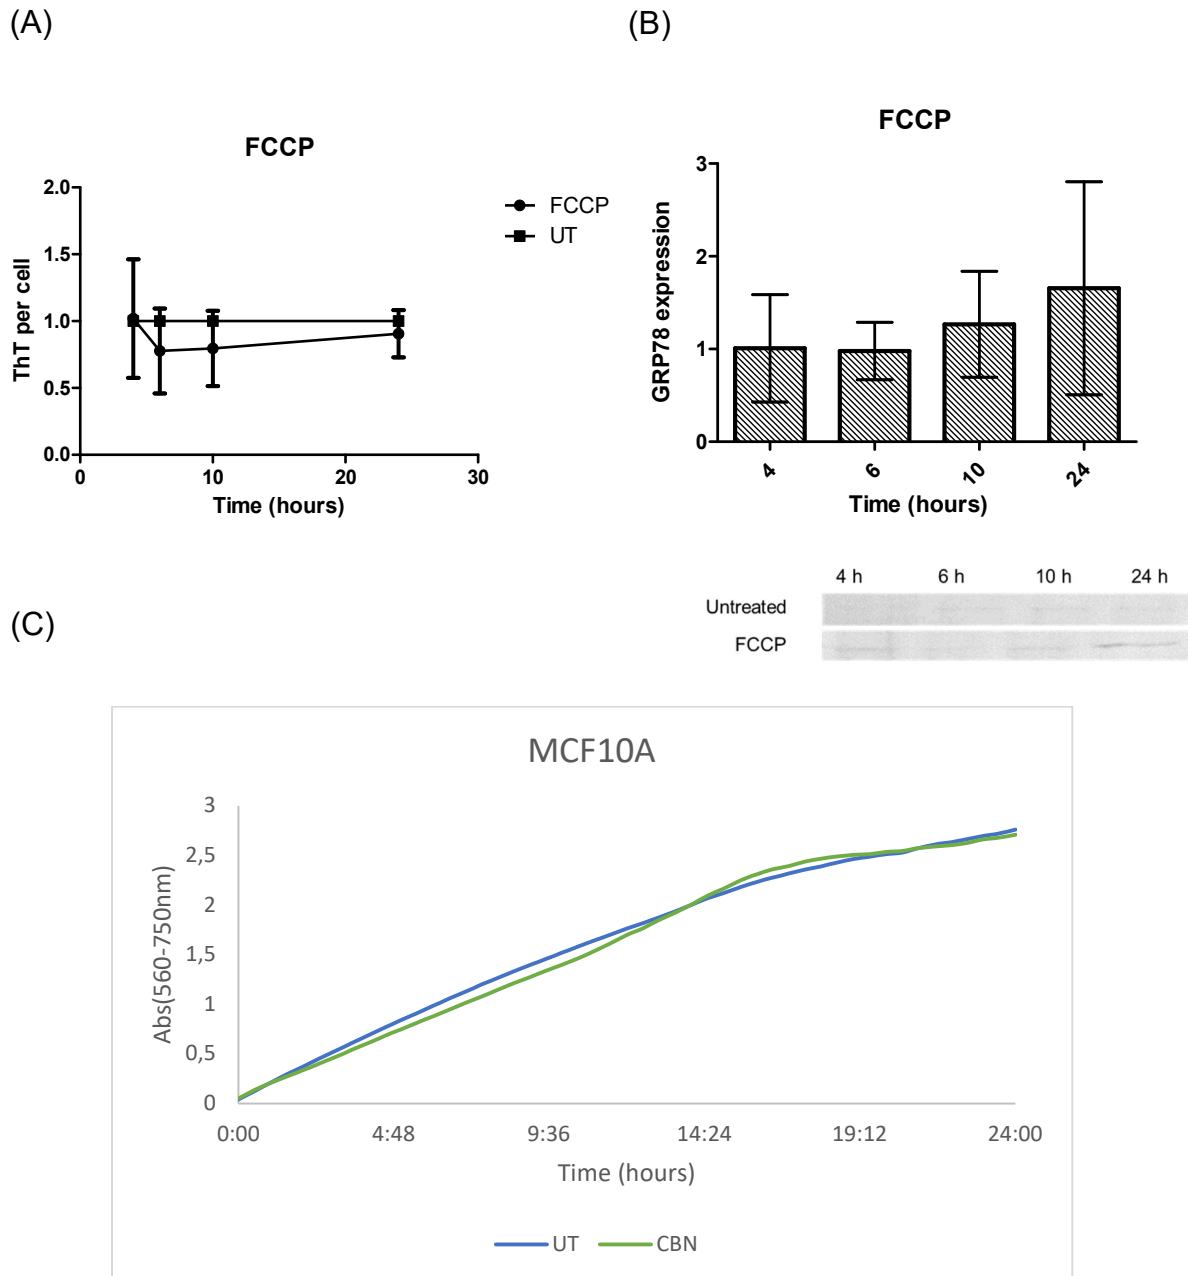 (A)
FCCP
2.0
1.5
1.0
0.5
0.0
ThT per cell
0 10 20 30
Time (hours)
FCCP
UT
(B)
FCCP
3
2
1
0
GRP78 expression
4 6 10 24
Time (hours)
4 h 6 h 10 h 24 h
Untreated
FCCP
(C)
MCF10A
3
2,5
2
1,5
1
0,5
0
Abs(560-750nm)
0:00 4:48 9:36 14:24 19:12 24:00
Time (hours)
UT CBN